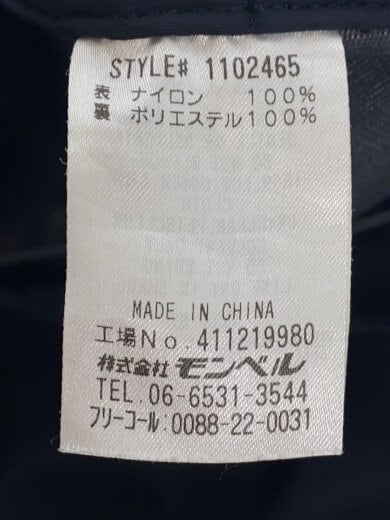 STYLE# 1102465
表 ナイロン 100%
裏 ポリエステル100%
MADE IN CHINA
工場No.411219980
株式会社 モンベル
TEL.06-6531-3544
フリーコール:0088-22-0031